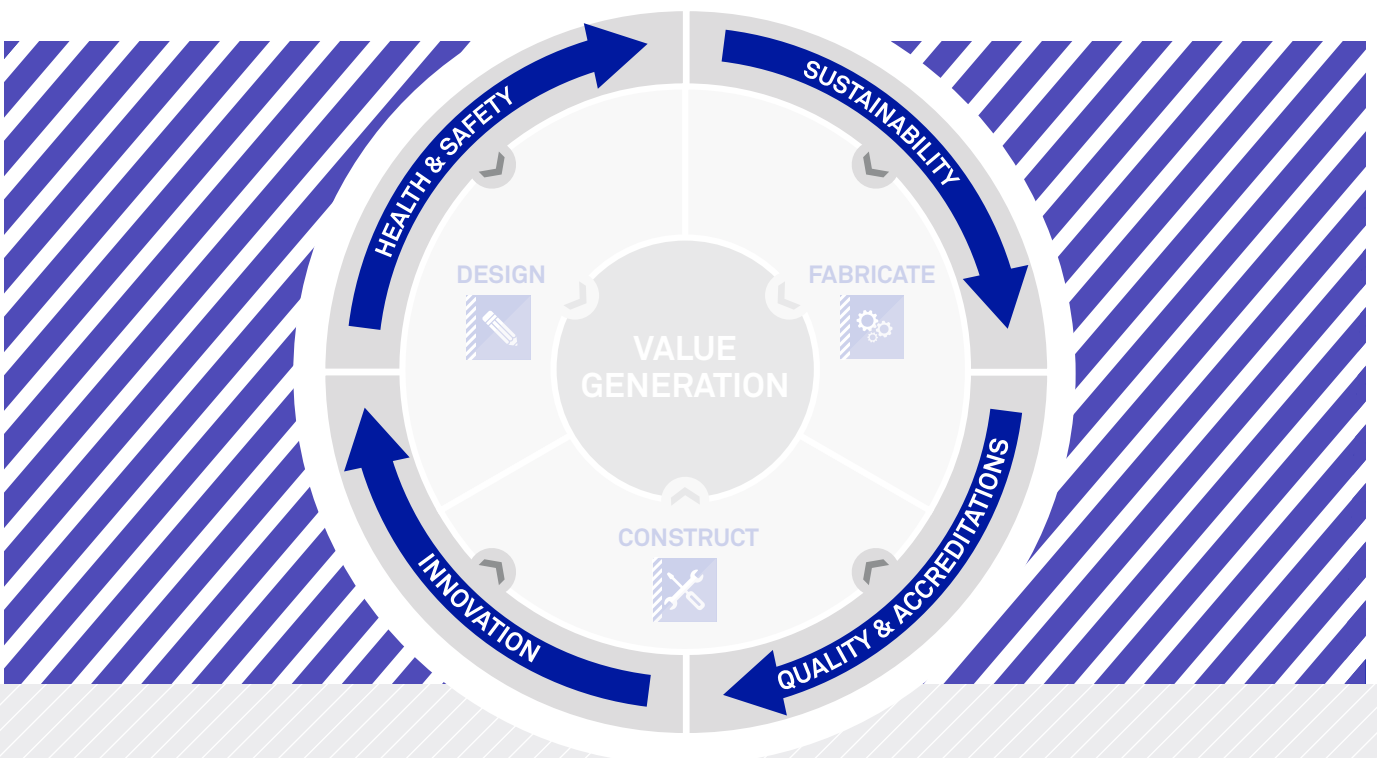 HEALTH & SAFETY
SUSTAINABILITY
DESIGN
FABRICATE
VALUE
GENERATION
CONSTRUCT
INNOVATION
QUALITY & ACCREDITATIONS